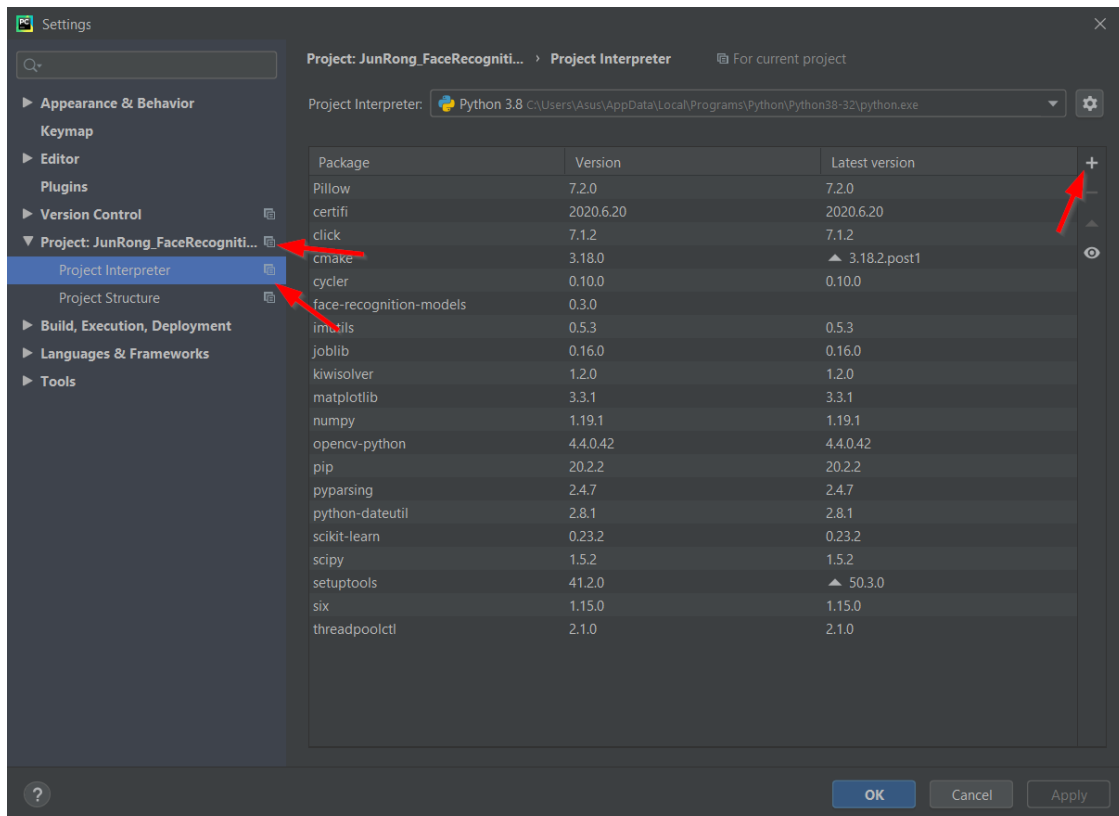 PC Settings
Project: JunRong_FaceRecogniti... › Project Interpreter For current project
Appearance & Behavior
Keymap
Editor
Plugins
Version Control
Project: JunRong_FaceRecogniti...
Project Interpreter
Project Structure
Build, Execution, Deployment
Languages & Frameworks
Tools
Project Interpreter: Python 3.8 C:\Users\Asus\AppData\Local\Programs\Python\Python38-32\python.exe
Package Version Latest version
Pillow 7.2.0 7.2.0
certifi 2020.6.20 2020.6.20
click 7.1.2 7.1.2
cmake 3.18.0 3.18.2.post1
cycler 0.10.0 0.10.0
face-recognition-models 0.3.0
imutils 0.5.3 0.5.3
joblib 0.16.0 0.16.0
kiwisolver 1.2.0 1.2.0
matplotlib 3.3.1 3.3.1
numpy 1.19.1 1.19.1
opencv-python 4.4.0.42 4.4.0.42
pip 20.2.2 20.2.2
pyparsing 2.4.7 2.4.7
python-dateutil 2.8.1 2.8.1
scikit-learn 0.23.2 0.23.2
scipy 1.5.2 1.5.2
setuptools 41.2.0 50.3.0
six 1.15.0 1.15.0
threadpoolctl 2.1.0 2.1.0
? OK Cancel Apply